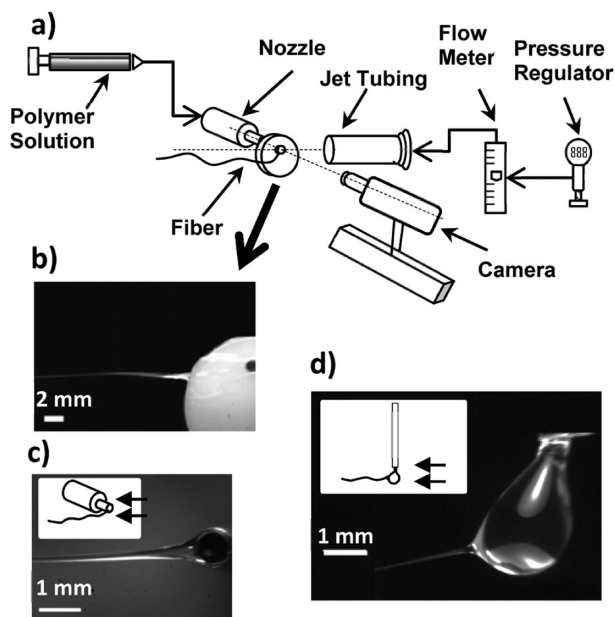 a)
Nozzle
Jet Tubing
Flow
Meter
Pressure
Regulator
Polymer
Solution
888
Fiber
Camera
b)
2 mm
c)
1 mm
d)
1 mm